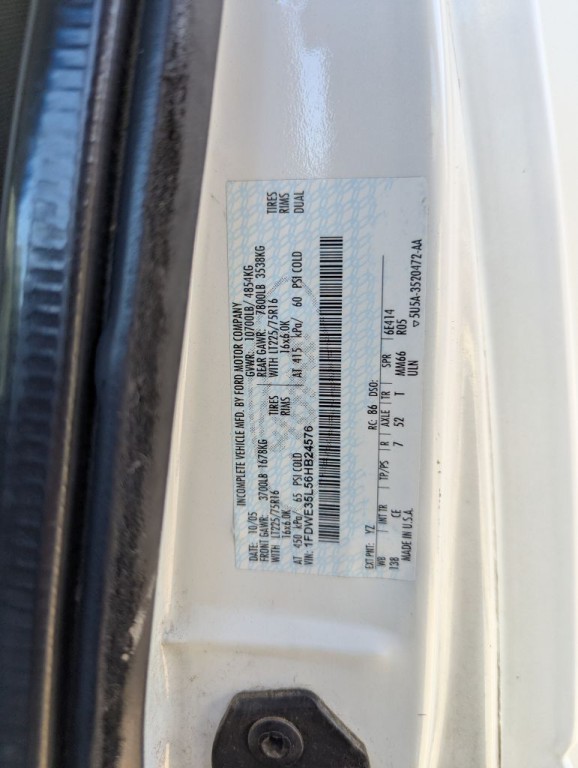 INCOMPLETE VEHICLE MFD. BY FORD MOTOR COMPANY
DATE: 10/05 GVWR: 10700LB/ 4854KG
FRONT GAWR: 3700LB 1678KG REAR GAWR: 7800LB 3538KG
WITH LT225/75R16 TIRES WITH LT225/75R16 TIRES
16x6.0K RIMS 16x6.0K RIMS
AT 450 kPa/ 65 PSI COLD AT 415 kPa/ 60 PSI COLD DUAL
VIN: 1FDWE35L56HB24576
EXT PNT: YZ RC: B6 DSO:
WB INT TR TP/PS R AXLE TR SPR 6E414
138 CE 7 52 T MM66 R05
MADE IN U.S.A. ULN
▽5U5A-3520472-AA